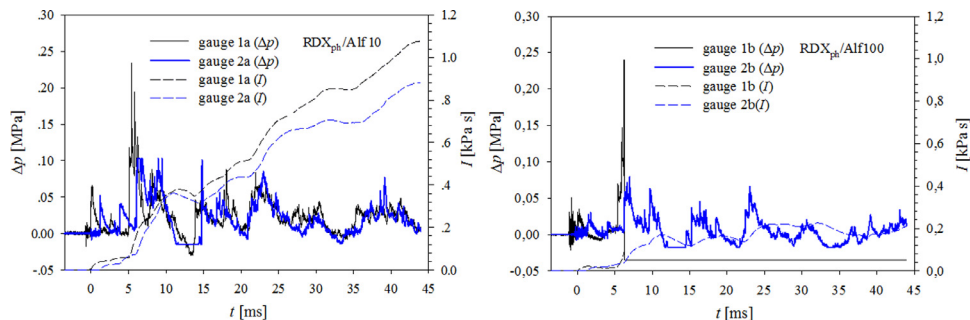 .30
.25
.20
.15
.10
.05
0.00
-.05
Δp [MPa]
gauge 1a (Δp)
gauge 2a (Δp)
gauge 1a (I)
gauge 2a (I)
RDXph/Alf 10
1,2
1,0
0,8
0,6
0,4
0,2
0,0
I [kPa s]
0 5 10 15 20 25 30 35 40 45
t [ms]
0,30
0,25
0,20
0,15
0,10
0,05
0,00
-0,05
Δp [MPa]
gauge 1b (Δp)
gauge 2b (Δp)
gauge 1b (I)
gauge 2b(I)
RDXph/Alf100
1,2
1,0
0,8
0,6
0,4
0,2
0,0
I [kPa s]
0 5 10 15 20 25 30 35 40 45
t [ms]